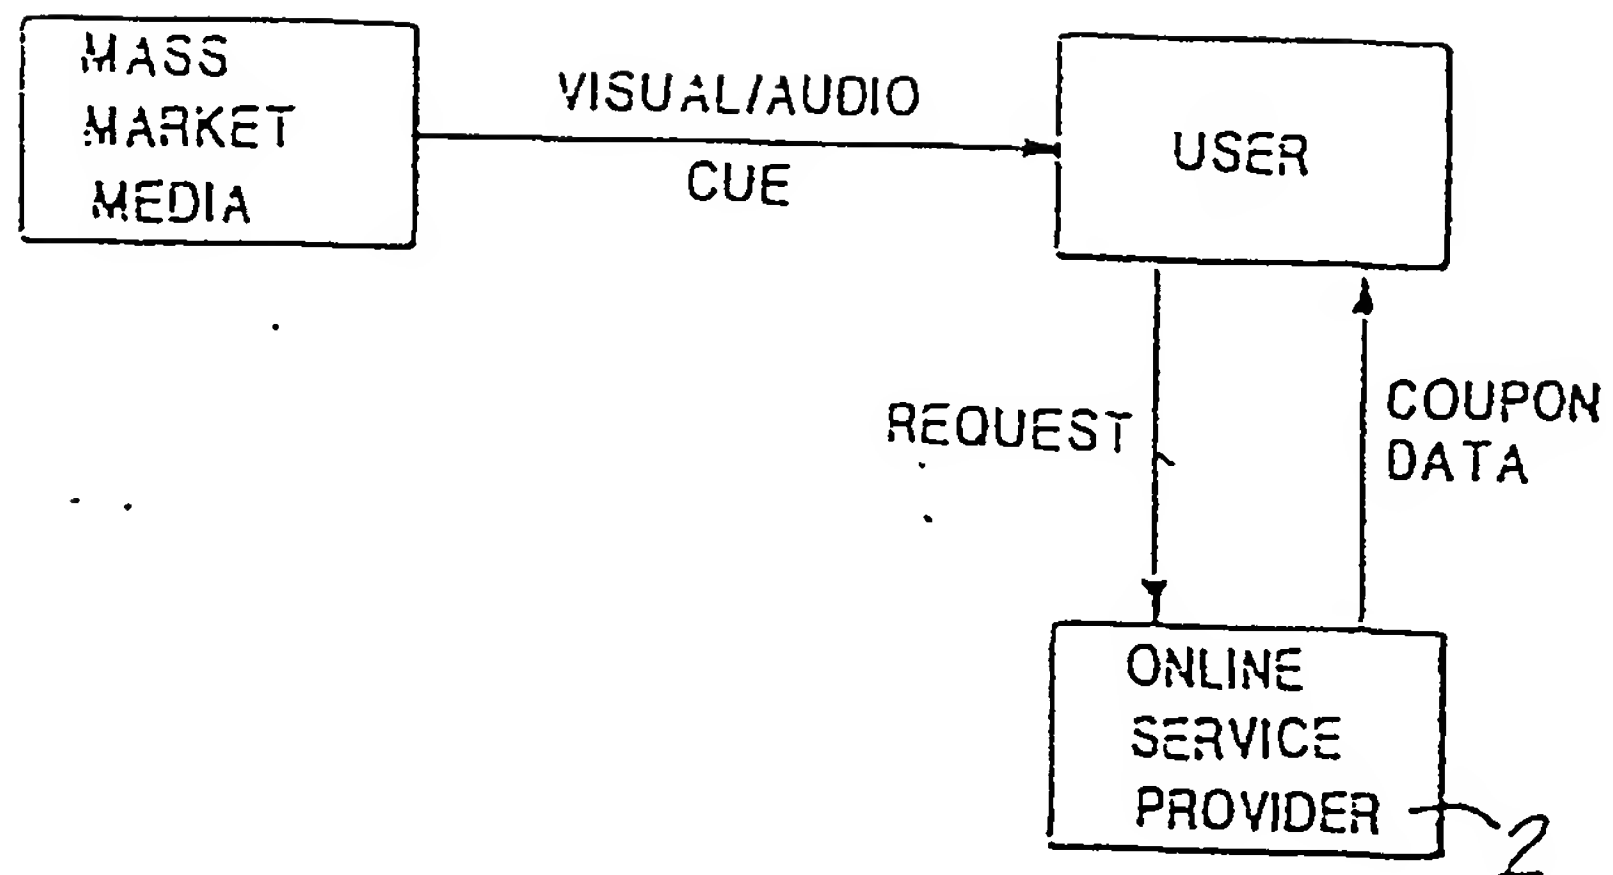 MASS
MARKET
MEDIA
VISUAL/AUDIO
CUE
USER
REQUEST
COUPON
DATA
ONLINE
SERVICE
PROVIDER
2